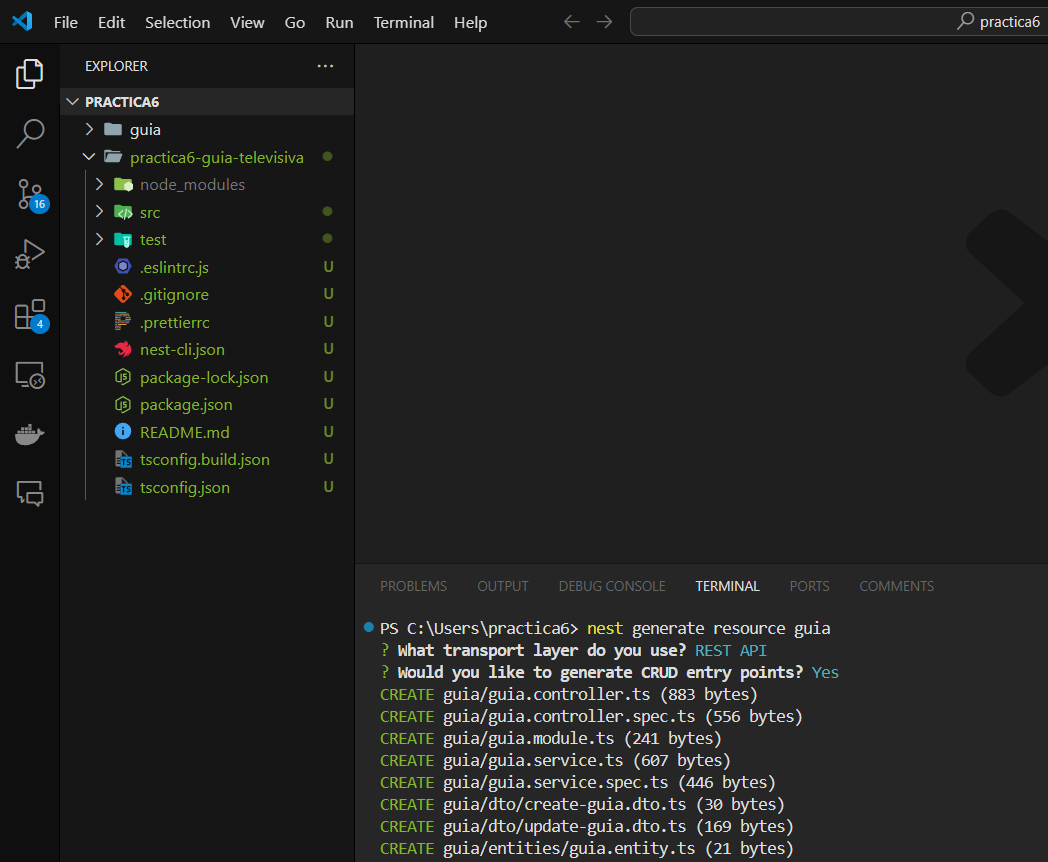 File Edit Selection View Go Run Terminal Help
practica6
EXPLORER
PRACTICA6
guia
practica6-guia-televisiva
node_modules
src
test
.eslintrc.js U
.gitignore U
.prettierrc U
nest-cli.json U
package-lock.json U
package.json U
README.md U
tsconfig.build.json U
tsconfig.json U
16
4
PROBLEMS OUTPUT DEBUG CONSOLE TERMINAL PORTS COMMENTS
PS C:\Users\practica6> nest generate resource guia
? What transport layer do you use? REST API
? Would you like to generate CRUD entry points? Yes
CREATE guia/guia.controller.ts (883 bytes)
CREATE guia/guia.controller.spec.ts (556 bytes)
CREATE guia/guia.module.ts (241 bytes)
CREATE guia/guia.service.ts (607 bytes)
CREATE guia/guia.service.spec.ts (446 bytes)
CREATE guia/dto/create-guia.dto.ts (30 bytes)
CREATE guia/dto/update-guia.dto.ts (169 bytes)
CREATE guia/entities/guia.entity.ts (21 bytes)